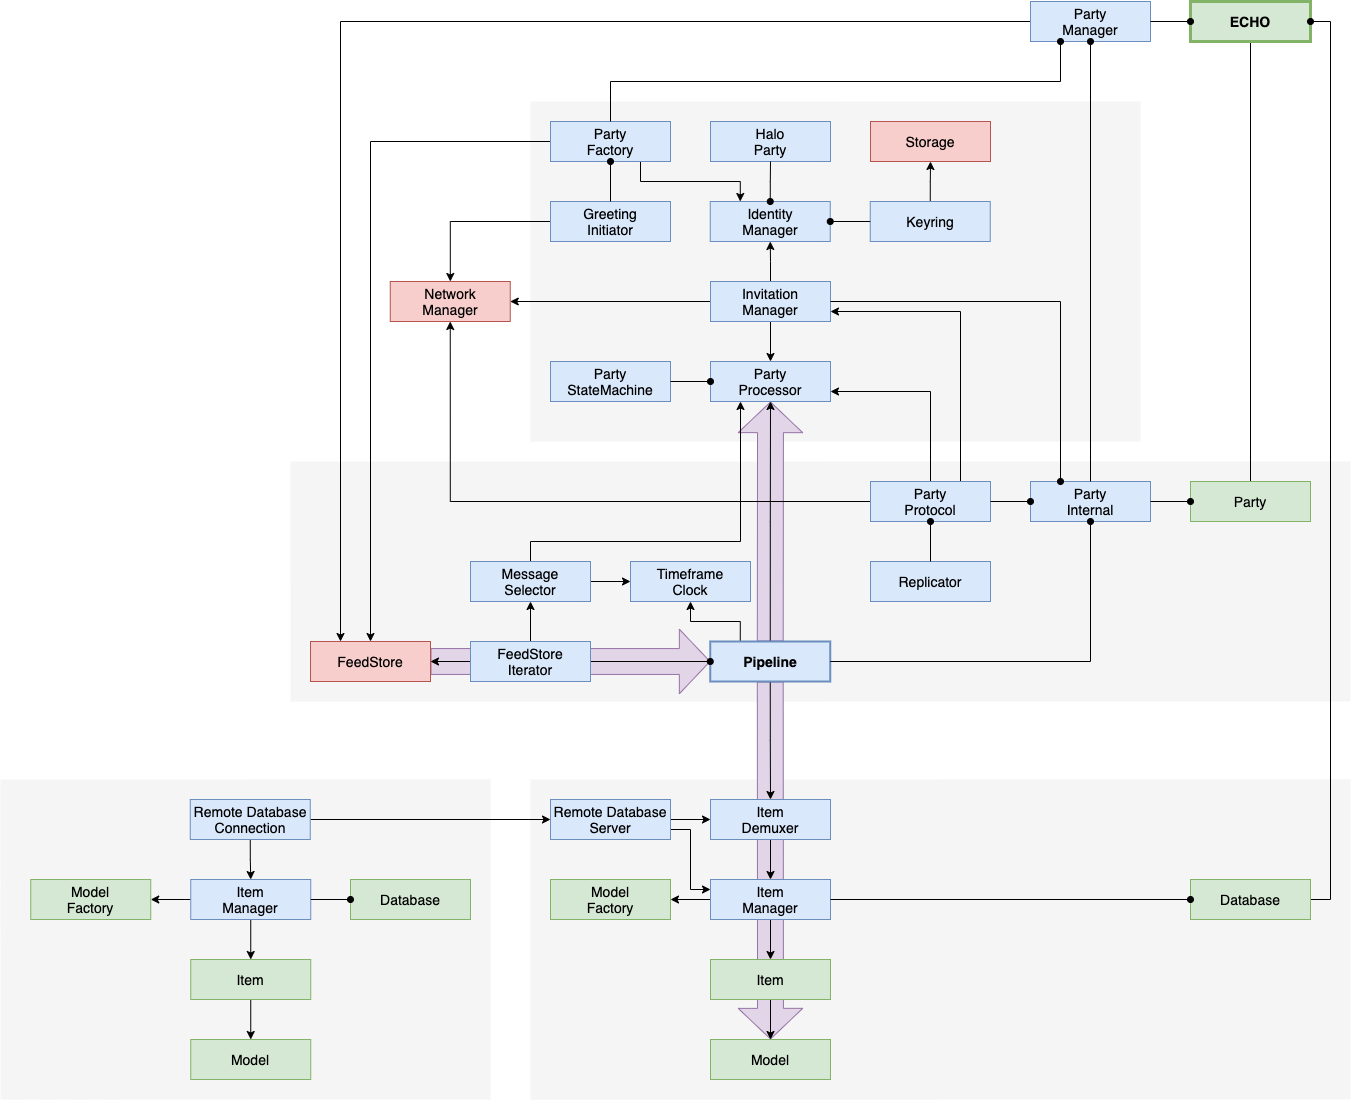 Party
Manager
ECHO
Party
Factory
Halo
Party
Storage
Greeting
Initiator
Identity
Manager
Keyring
Network
Manager
Invitation
Manager
Party
StateMachine
Party
Processor
Party
Protocol
Party
Internal
Party
Message
Selector
Timeframe
Clock
Replicator
FeedStore
FeedStore
Iterator
Pipeline
Remote Database
Connection
Remote Database
Server
Item
Demuxer
Model
Factory
Item
Manager
Database
Model
Factory
Item
Manager
Database
Item
Item
Model
Model